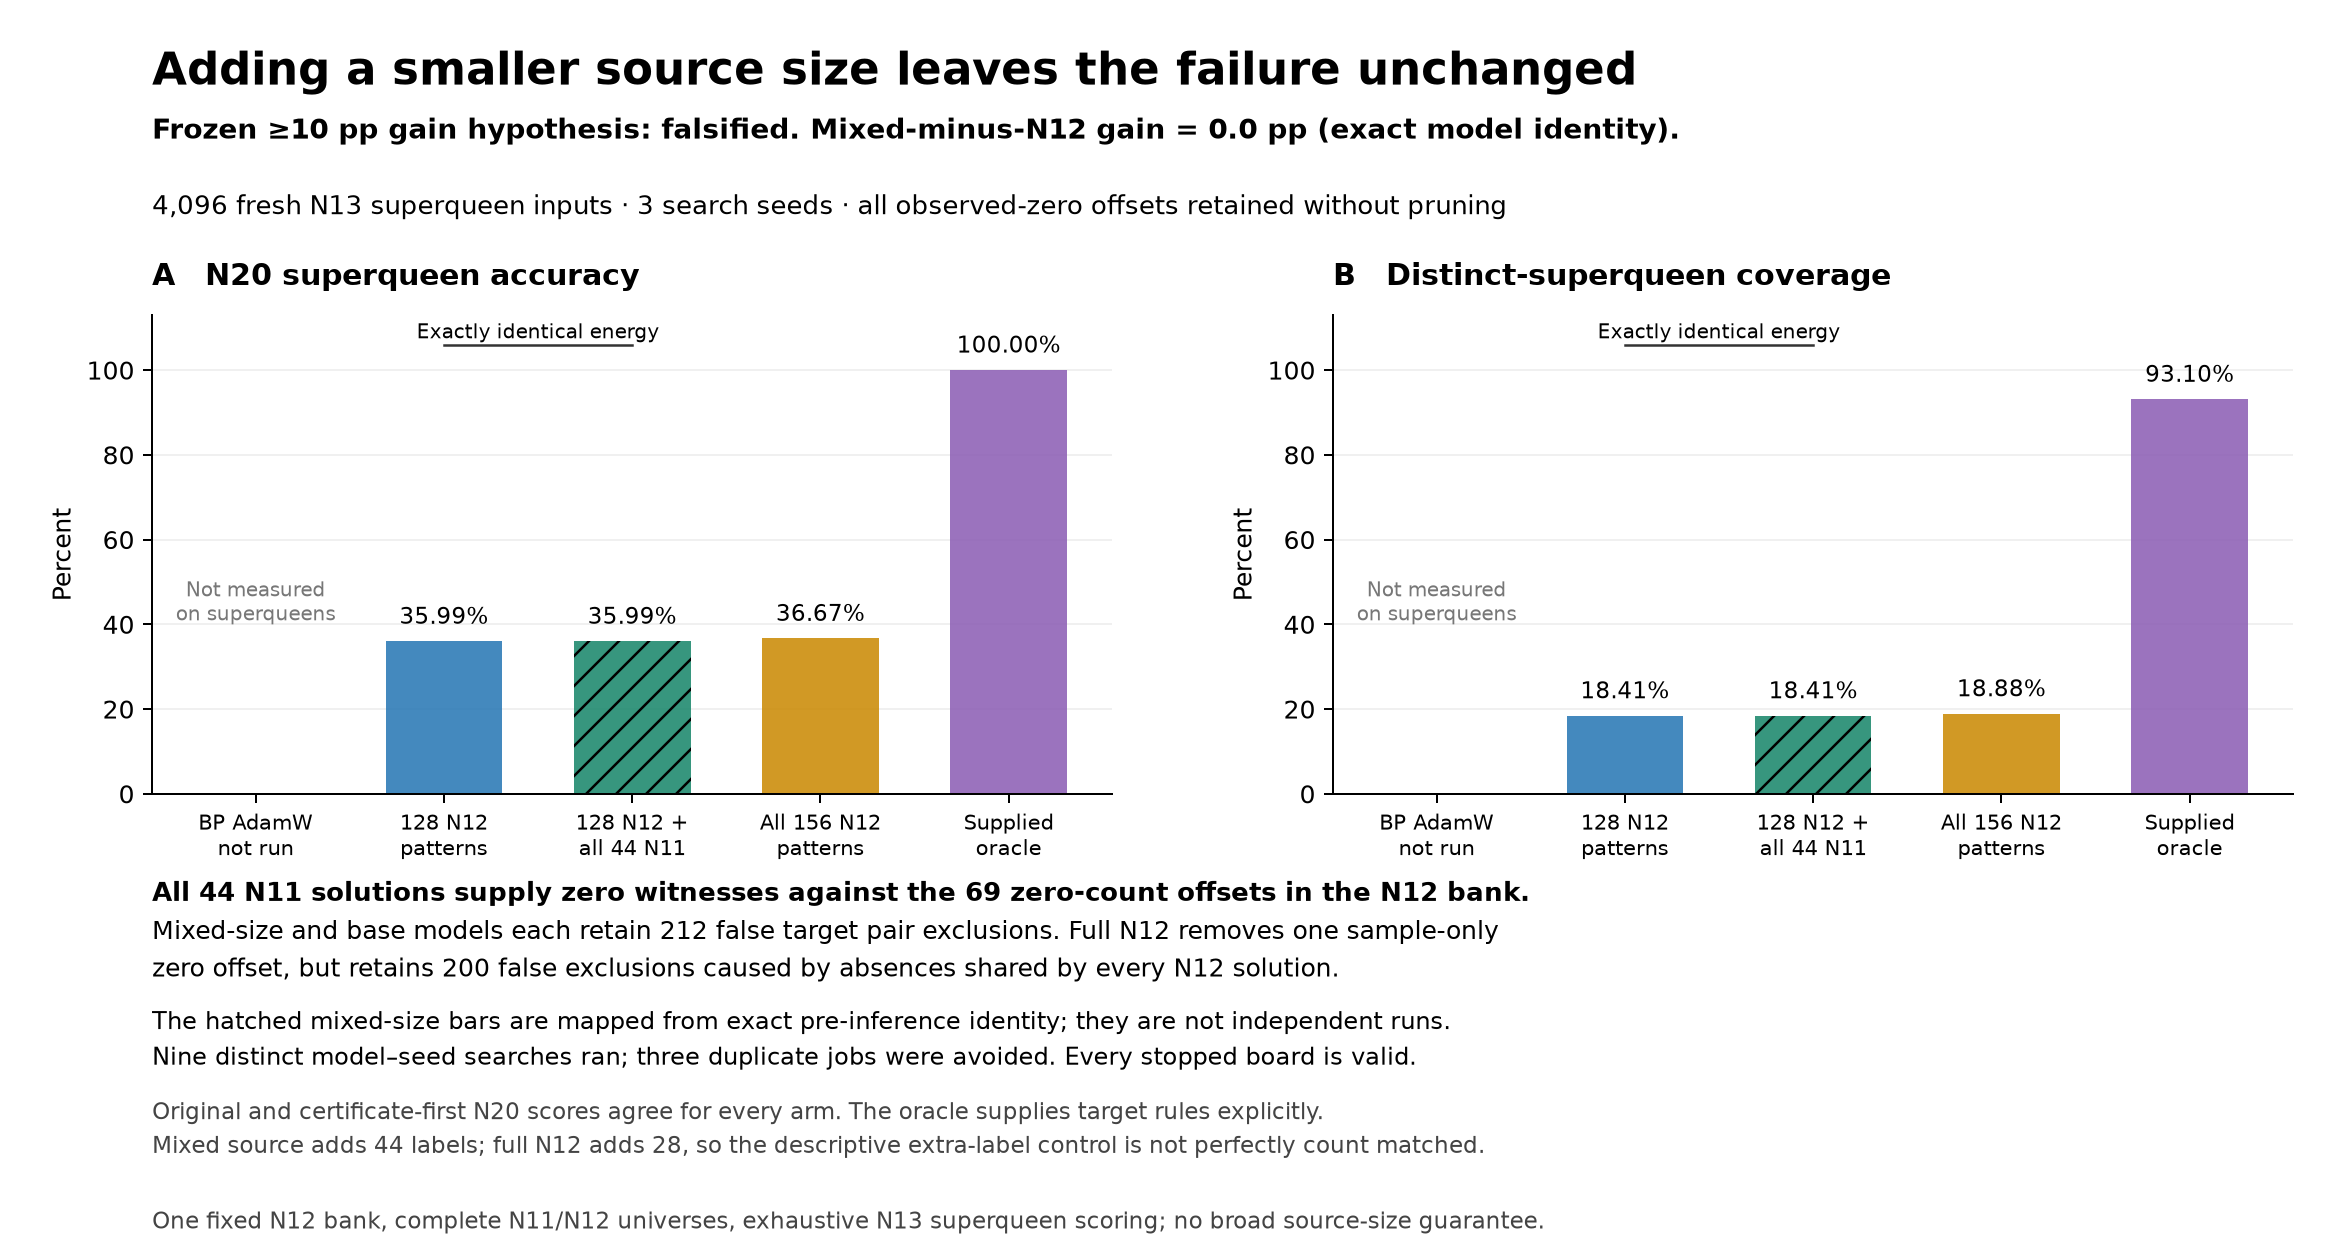 Adding a smaller source size leaves the failure unchanged
Frozen ≥10 pp gain hypothesis: falsified. Mixed-minus-N12 gain = 0.0 pp (exact model identity).
4,096 fresh N13 superqueen inputs · 3 search seeds · all observed-zero offsets retained without pruning
A N20 superqueen accuracy
Exactly identical energy
100.00%
100
80
60
40
20
0
Percent
Not measured
on superqueens
35.99%
35.99%
36.67%
BP AdamW
not run
128 N12
patterns
128 N12 +
all 44 N11
All 156 N12
patterns
Supplied
oracle
B Distinct-superqueen coverage
Exactly identical energy
93.10%
100
80
60
40
20
0
Percent
Not measured
on superqueens
18.41%
18.41%
18.88%
BP AdamW
not run
128 N12
patterns
128 N12 +
all 44 N11
All 156 N12
patterns
Supplied
oracle
All 44 N11 solutions supply zero witnesses against the 69 zero-count offsets in the N12 bank.
Mixed-size and base models each retain 212 false target pair exclusions. Full N12 removes one sample-only
zero offset, but retains 200 false exclusions caused by absences shared by every N12 solution.
The hatched mixed-size bars are mapped from exact pre-inference identity; they are not independent runs.
Nine distinct model–seed searches ran; three duplicate jobs were avoided. Every stopped board is valid.
Original and certificate-first N20 scores agree for every arm. The oracle supplies target rules explicitly.
Mixed source adds 44 labels; full N12 adds 28, so the descriptive extra-label control is not perfectly count matched.
One fixed N12 bank, complete N11/N12 universes, exhaustive N13 superqueen scoring; no broad source-size guarantee.